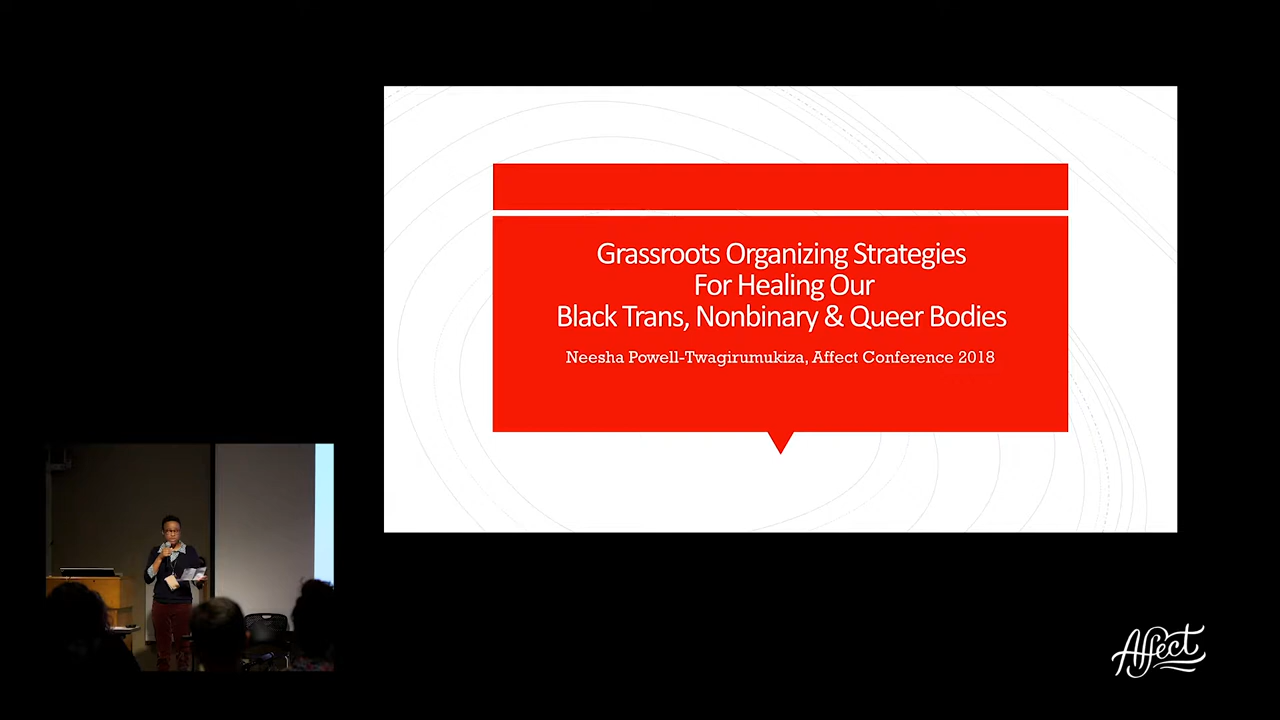 Grassroots Organizing Strategies
For Healing Our
Black Trans, Nonbinary & Queer Bodies
Neesha Powell-Twagirumukiza, Affect Conference 2018
Affect